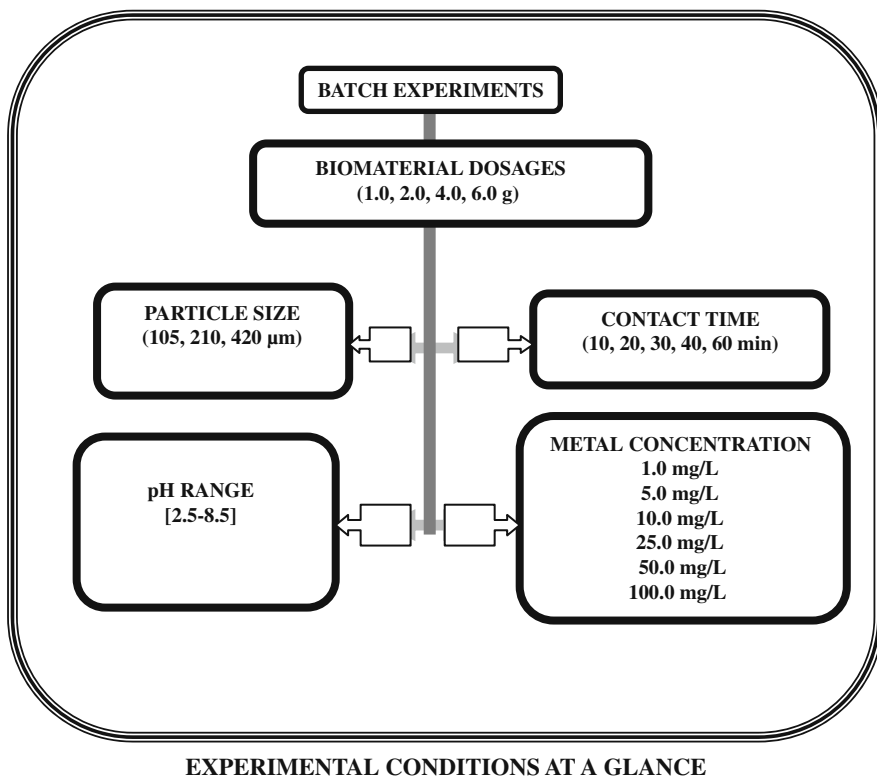 BATCH EXPERIMENTS
BIOMATERIAL DOSAGES
(1.0, 2.0, 4.0, 6.0 g)
PARTICLE SIZE
(105, 210, 420 µm)
CONTACT TIME
(10, 20, 30, 40, 60 min)
pH RANGE
[2.5-8.5]
METAL CONCENTRATION
1.0 mg/L
5.0 mg/L
10.0 mg/L
25.0 mg/L
50.0 mg/L
100.0 mg/L
EXPERIMENTAL CONDITIONS AT A GLANCE